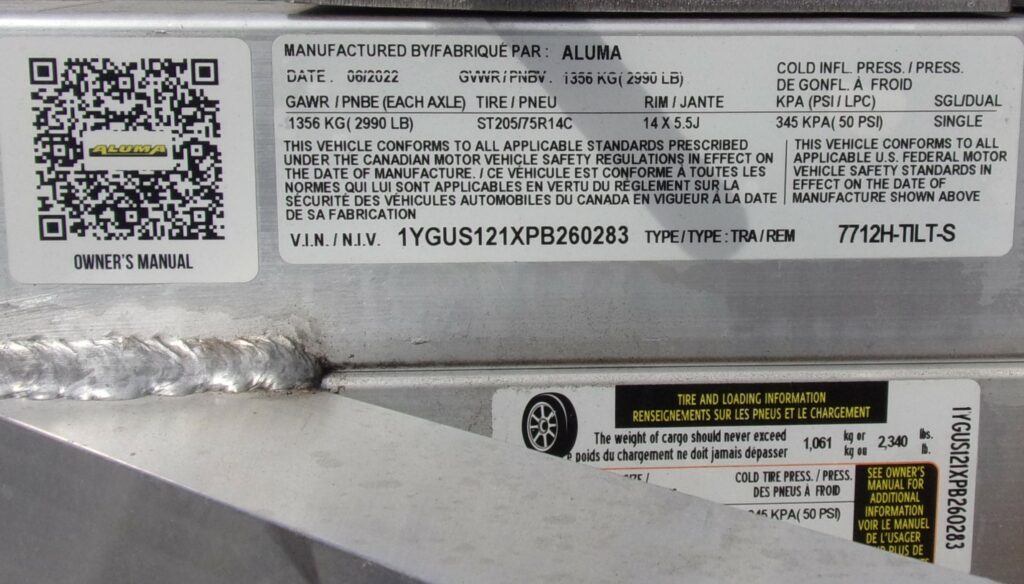 ALUMA
OWNER'S MANUAL
MANUFACTURED BY/FABRIQUÉ PAR : ALUMA
DATE . 06/2022 GVWR / PNBV . 1356 KG( 2990 LB)
COLD INFL. PRESS. / PRESS.
DE GONFL. À FROID
GAWR / PNBE (EACH AXLE) TIRE / PNEU RIM / JANTE KPA (PSI / LPC) SGL/DUAL
1356 KG( 2990 LB) ST205/75R14C 14 X 5.5J 345 KPA( 50 PSI) SINGLE
THIS VEHICLE CONFORMS TO ALL APPLICABLE STANDARDS PRESCRIBED
UNDER THE CANADIAN MOTOR VEHICLE SAFETY REGULATIONS IN EFFECT ON
THE DATE OF MANUFACTURE. / CE VÉHICULE EST CONFORME À TOUTES LES
NORMES QUI LUI SONT APPLICABLES EN VERTU DU RÈGLEMENT SUR LA
SÉCURITÉ DES VÉHICULES AUTOMOBILES DU CANADA EN VIGUEUR À LA DATE
DE SA FABRICATION
THIS VEHICLE CONFORMS TO ALL
APPLICABLE U.S. FEDERAL MOTOR
VEHICLE SAFETY STANDARDS IN
EFFECT ON THE DATE OF
MANUFACTURE SHOWN ABOVE
V.I.N. / N.I.V. 1YGUS121XPB260283 TYPE/TYPE : TRA / REM 7712H-TILT-S
TIRE AND LOADING INFORMATION
RENSEIGNEMENTS SUR LES PNEUS ET LE CHARGEMENT
The weight of cargo should never exceed 1,061 kg or 2,340 lbs.
e poids du chargement ne doit jamais dépasser kg ou lb.
COLD TIRE PRESS. / PRESS.
DES PNEUS À FROID
345 KPA( 50 PSI)
SEE OWNER'S
MANUAL FOR
ADDITIONAL
INFORMATION
VOIR LE MANUEL
DE L'USAGER
PLUS DE
1YGUS121XPB260283